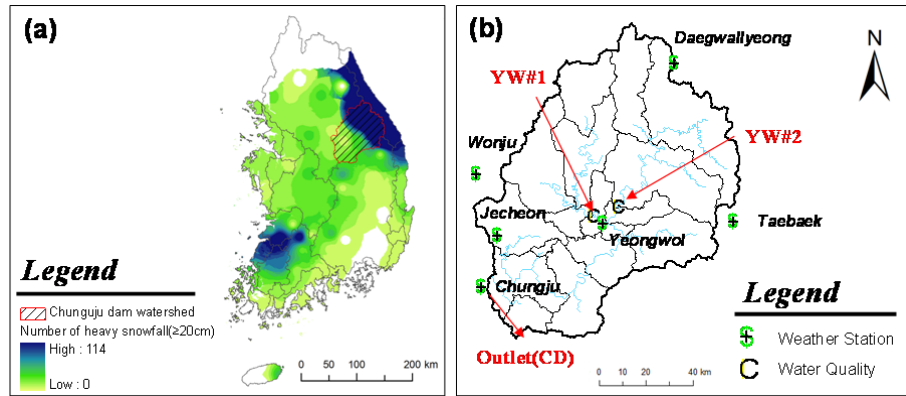 (a)
Legend
Chunguju dam watershed
Number of heavy snowfall(≥20cm)
High : 114
Low : 0
0 50 100 200 km
(b)
Daegwallyeong
N
YW#1
YW#2
Wonju
Jecheon
Taebaek
Yeongwol
Chungju
Outlet(CD)
0 10 20 40 km
Legend
S Weather Station
C Water Quality